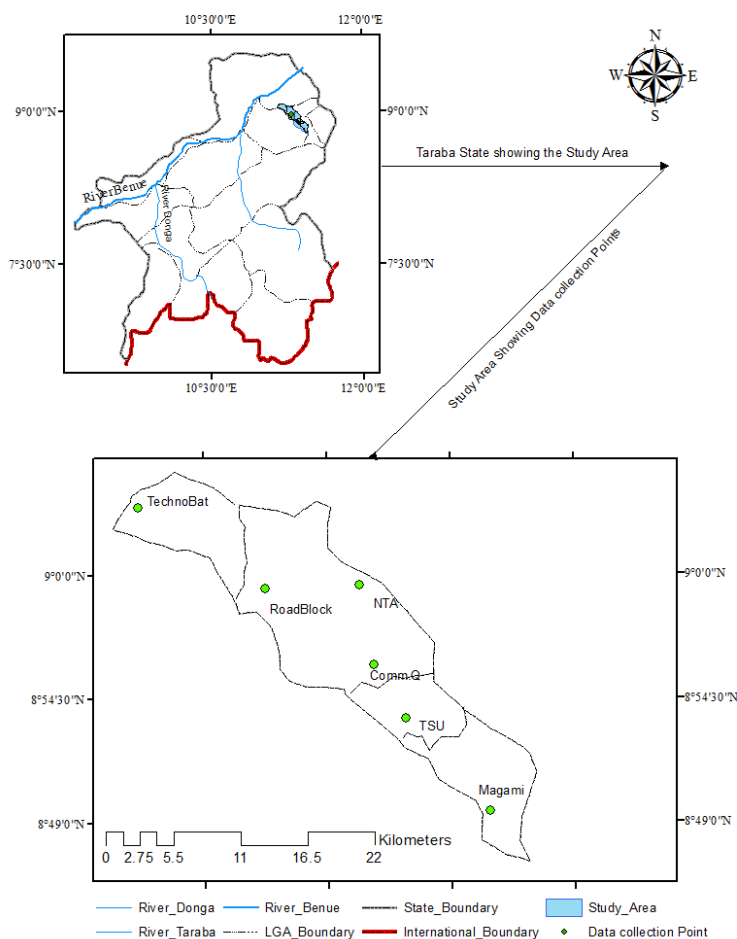 10°30'0"E 12°0'0"E
N
W E
S
9°0'0"N 9°0'0"N
Taraba State showing the Study Area
RiverBenue
River Donga
7°30'0"N 7°30'0"N
Study Area Showing Data collection Points
10°30'0"E 12°0'0"E
TechnoBat
9°0'0"N 9°0'0"N
RoadBlock NTA
CommQ
8°54'30"N 8°54'30"N
TSU
Magami
8°49'0"N 8°49'0"N
Kilometers
0 2.75 5.5 11 16.5 22
River_Donga River_Benue State_Boundary Study_Area
River_Taraba LGA_Boundary International_Boundary Data collection Point